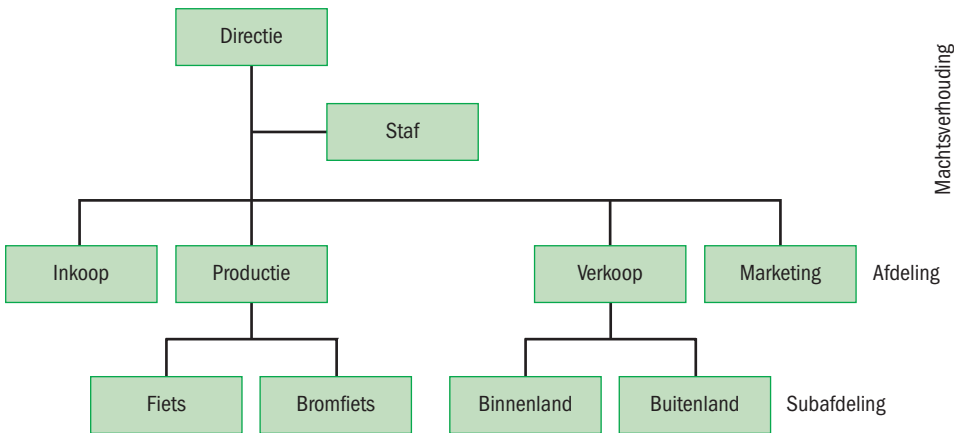 Directie
Machtsverhouding
Staf
Inkoop
Productie
Verkoop
Marketing
Afdeling
Fiets
Bromfiets
Binnenland
Buitenland
Subafdeling